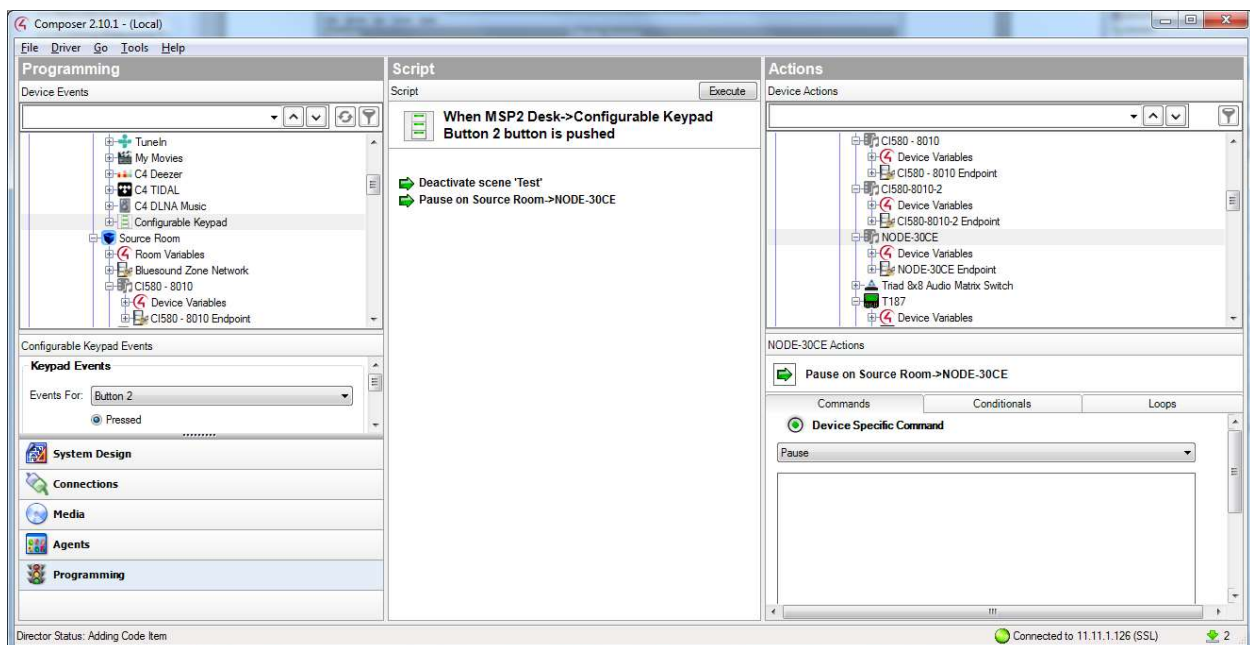 Composer 2.10.1 - (Local)
File Driver Go Tools Help
Programming
Device Events
TuneIn
My Movies
C4 Deezer
C4 TIDAL
C4 DLNA Music
Configurable Keypad
Source Room
Room Variables
Bluesound Zone Network
CI580 - 8010
Device Variables
CI580 - 8010 Endpoint
Configurable Keypad Events
Keypad Events
Events For: Button 2
Pressed
System Design
Connections
Media
Agents
Programming
Script
Script Execute
When MSP2 Desk->Configurable Keypad
Button 2 button is pushed
Deactivate scene 'Test'
Pause on Source Room->NODE-30CE
Actions
Device Actions
CI580 - 8010
Device Variables
CI580 - 8010 Endpoint
CI580-8010-2
Device Variables
CI580-8010-2 Endpoint
NODE-30CE
Device Variables
NODE-30CE Endpoint
Triad 8x8 Audio Matrix Switch
T187
Device Variables
NODE-30CE Actions
Pause on Source Room->NODE-30CE
Commands Conditionals Loops
Device Specific Command
Pause
Director Status: Adding Code Item
Connected to 11.11.1.126 (SSL) 2